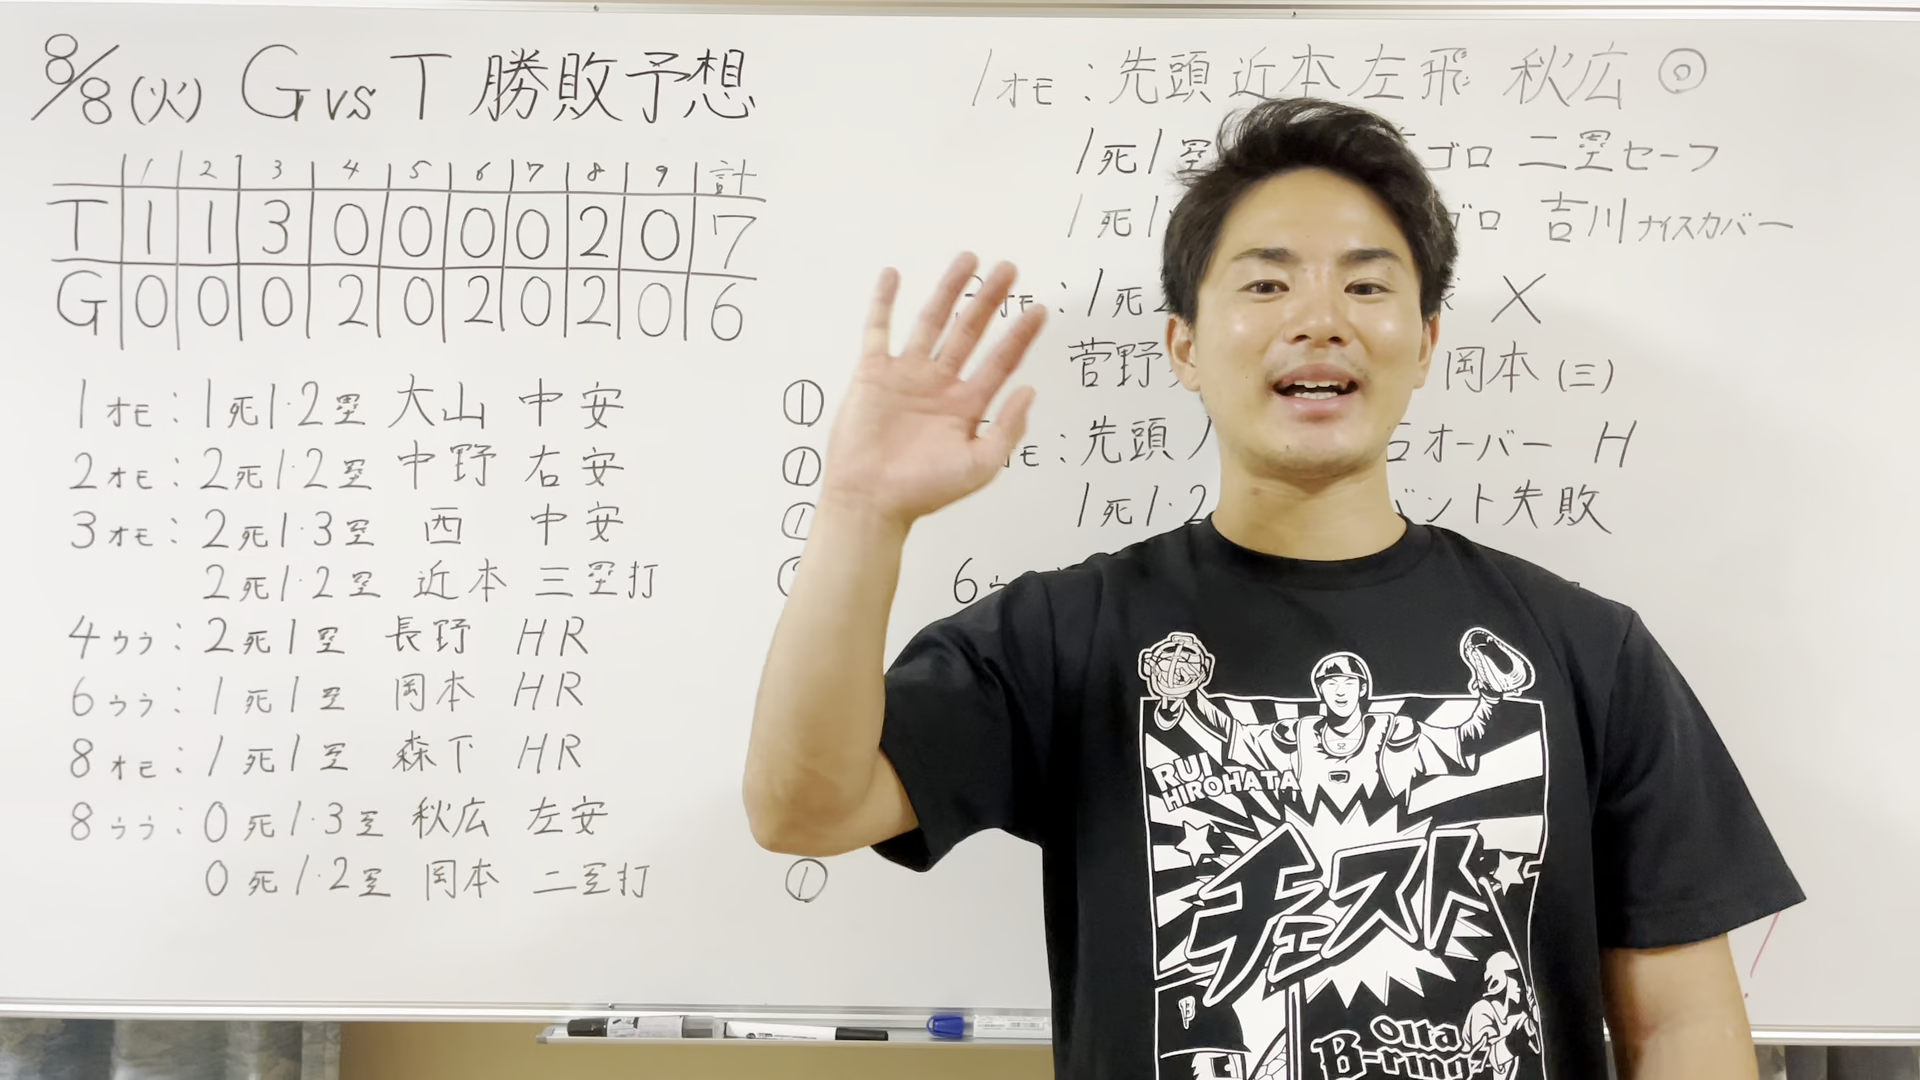 8/8(火) G vs T 勝敗予想
1 2 3 4 5 6 7 8 9 計
T 1 1 3 0 0 0 0 2 0 7
G 0 0 0 2 0 2 0 2 0 6
1オモ:1死1・2塁 大山 中安 ①
2オモ:2死1・2塁 中野 右安 ①
3オモ:2死1・3塁 西 中安 ①
2死1・2塁 近本 三塁打
4ウラ:2死1塁 長野 HR
6ウラ:1死1塁 岡本 HR
8オモ:1死1塁 森下 HR
8ウラ:0死1・3塁 秋広 左安
0死1・2塁 岡本 二塁打 ①
1オモ:先頭 近本 左飛 秋広 ◎
1死1塁 ゴロ 二塁セーフ
1死1 ゴロ 吉川ナイスカバー
オモ:1死2 ×
菅野 岡本(三)
モ:先頭 オーバー H
1死1・2 バント失敗
6ウ
RUI
HIROHATA
チェスト
Oita
B-ring